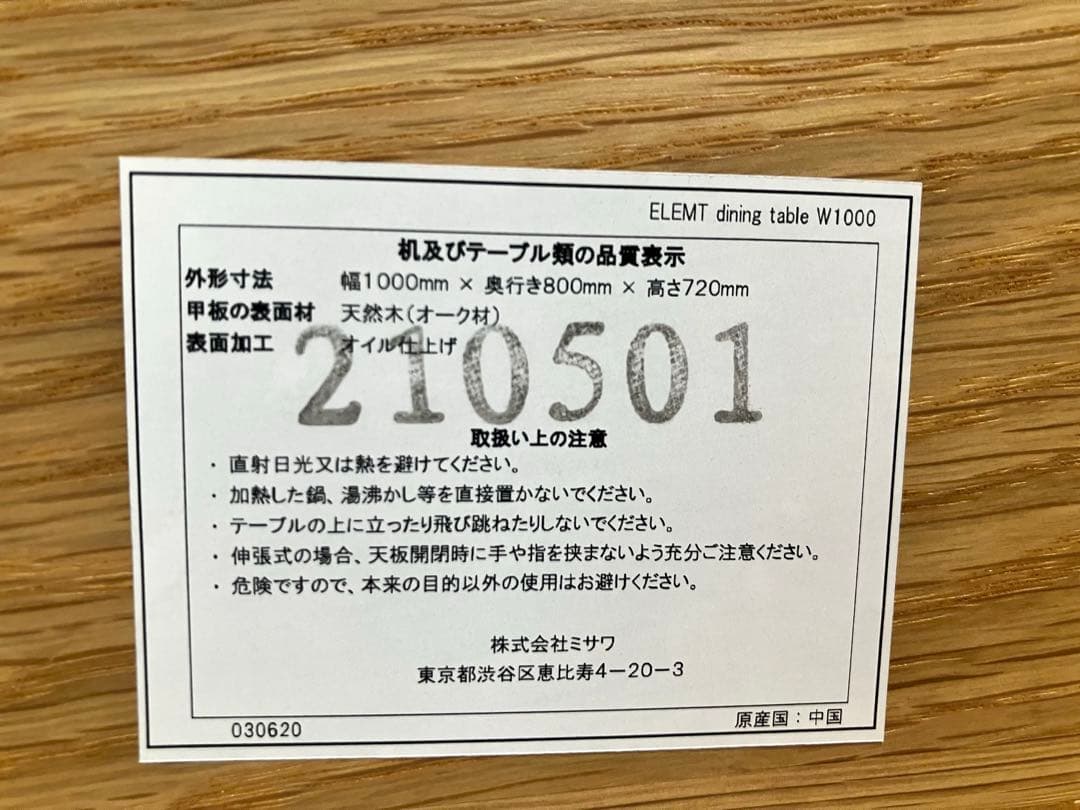 ELEMT dining table W1000
机及びテーブル類の品質表示
外形寸法 幅1000mm × 奥行き800mm × 高さ720mm
甲板の表面材 天然木(オーク材)
表面加工 オイル仕上げ
210501
取扱い上の注意
・ 直射日光又は熱を避けてください。
・ 加熱した鍋、湯沸かし等を直接置かないでください。
・ テーブルの上に立ったり飛び跳ねたりしないでください。
・ 伸張式の場合、天板開閉時に手や指を挟まないよう充分ご注意ください。
・ 危険ですので、本来の目的以外の使用はお避けください。
株式会社ミサワ
東京都渋谷区恵比寿4-20-3
030620 原産国：中国